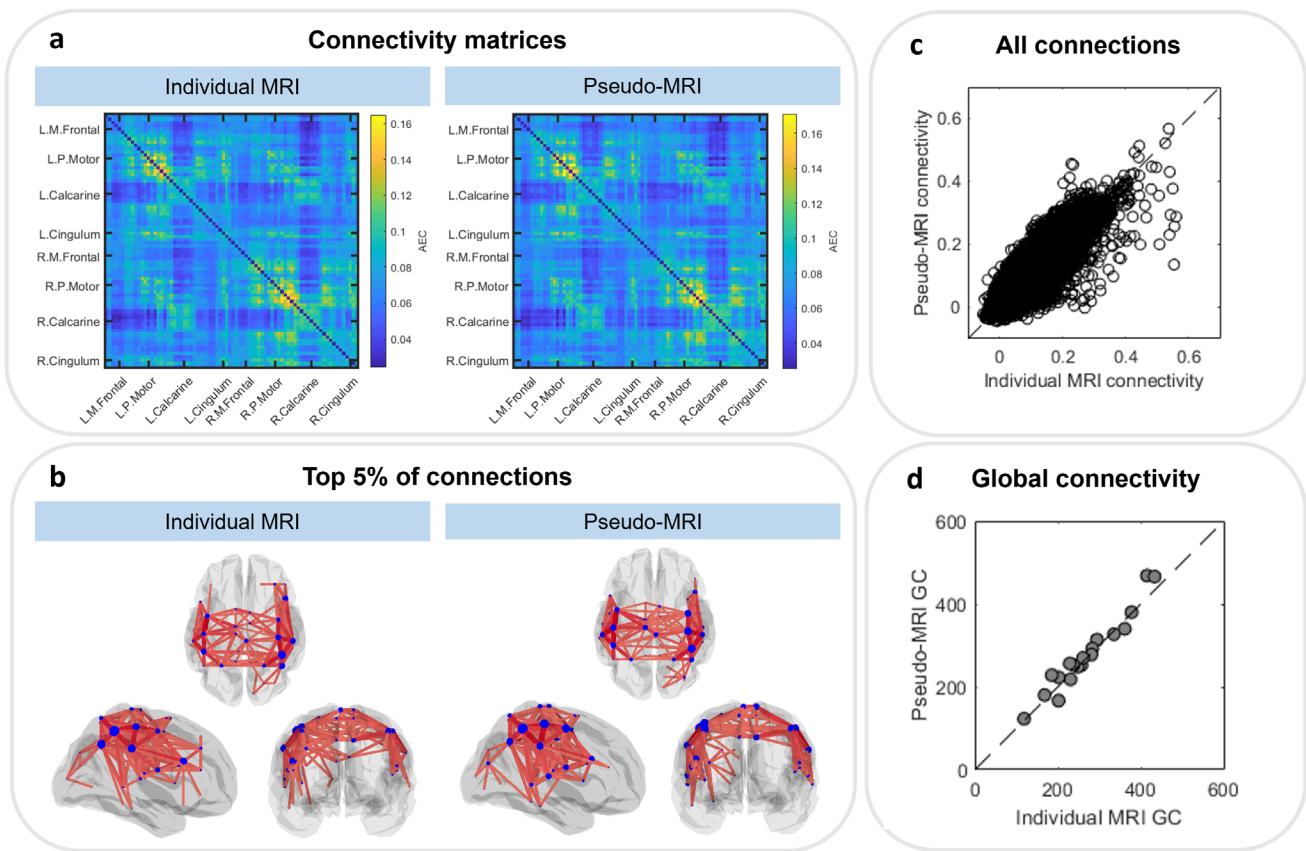 a
Connectivity matrices
Individual MRI
Pseudo-MRI
L.M.Frontal
L.P.Motor
L.Calcarine
L.Cingulum
R.M.Frontal
R.P.Motor
R.Calcarine
R.Cingulum
L.M.Frontal
L.P.Motor
L.Calcarine
L.Cingulum
R.M.Frontal
R.P.Motor
R.Calcarine
R.Cingulum
0.16
0.14
0.12
0.1
0.08
0.06
0.04
AEC
L.M.Frontal
L.P.Motor
L.Calcarine
L.Cingulum
R.M.Frontal
R.P.Motor
R.Calcarine
R.Cingulum
L.M.Frontal
L.P.Motor
L.Calcarine
L.Cingulum
R.M.Frontal
R.P.Motor
R.Calcarine
R.Cingulum
0.16
0.14
0.12
0.1
0.08
0.06
0.04
AEC
b
Top 5% of connections
Individual MRI
Pseudo-MRI
c
All connections
Pseudo-MRI connectivity
0.6
0.4
0.2
0
0
0.2
0.4
0.6
Individual MRI connectivity
d
Global connectivity
Pseudo-MRI GC
600
400
200
0
0
200
400
600
Individual MRI GC